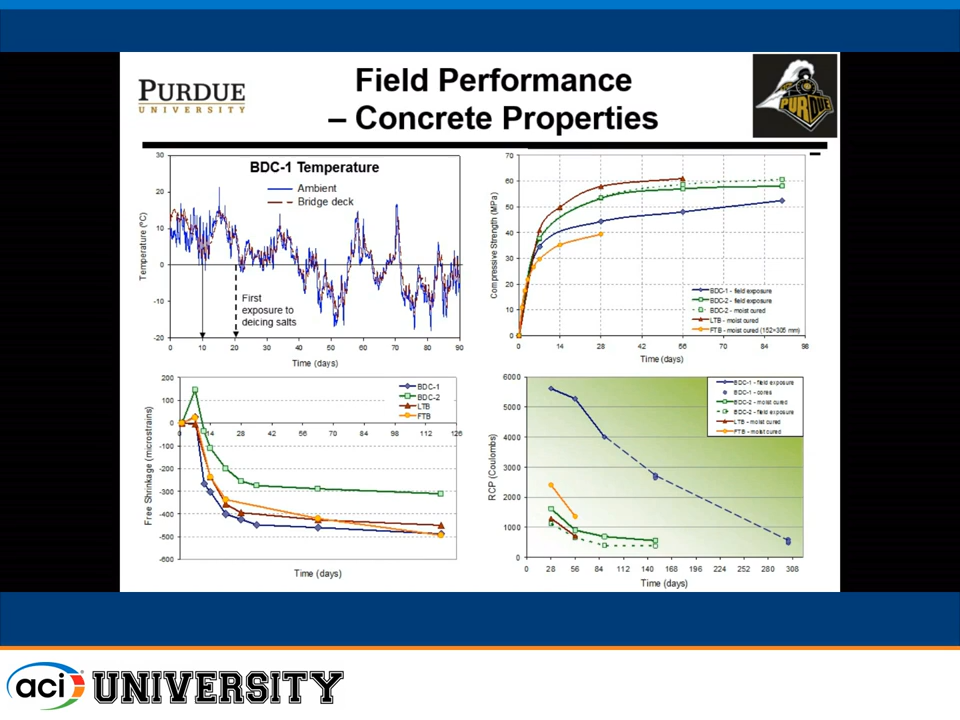 PURDUE
UNIVERSITY
Field Performance
– Concrete Properties
PURDUE
BDC-1 Temperature
Ambient
Bridge deck
First
exposure to
deicing salts
Temperature (°C)
30
20
10
0
-10
-20
0 10 20 30 40 50 60 70 80 90
Time (days)
Compressive Strength (MPa)
70
60
50
40
30
20
10
0
BDC-1 - field exposure
BDC-2 - field exposure
BDC-2 - moist cured
LTB - moist cured
FTB - moist cured (152×305 mm)
0 14 28 42 56 70 84 98
Time (days)
Free Shrinkage (microstrains)
200
100
0
-100
-200
-300
-400
-500
-600
BDC-1
BDC-2
LTB
FTB
0 14 28 42 56 70 84 98 112 126
Time (days)
RCP (Coulombs)
6000
5000
4000
3000
2000
1000
0
BDC-1 - field exposure
BDC-1 - cores
BDC-2 - moist cured
BDC-2 - field exposure
LTB - moist cured
FTB - moist cured
0 28 56 84 112 140 168 196 224 252 280 308
Time (days)
aci UNIVERSITY